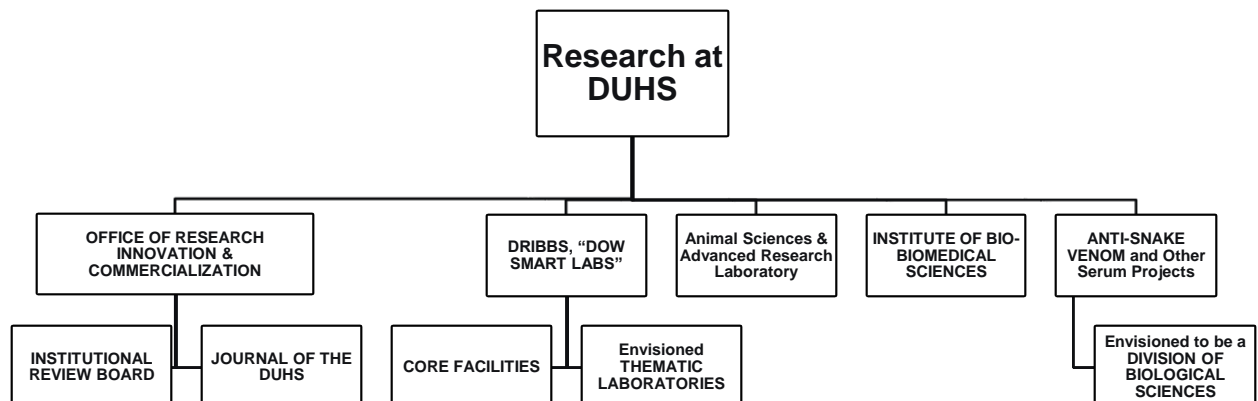 Research at
DUHS
OFFICE OF RESEARCH
INNOVATION &
COMMERCIALIZATION
DRIBBS, “DOW
SMART LABS”
Animal Sciences &
Advanced Research
Laboratory
INSTITUTE OF BIO-
BIOMEDICAL
SCIENCES
ANTI-SNAKE
VENOM and Other
Serum Projects
INSTITUTIONAL
REVIEW BOARD
JOURNAL OF THE
DUHS
CORE FACILITIES
Envisioned
THEMATIC
LABORATORIES
Envisioned to be a
DIVISION OF
BIOLOGICAL
SCIENCES